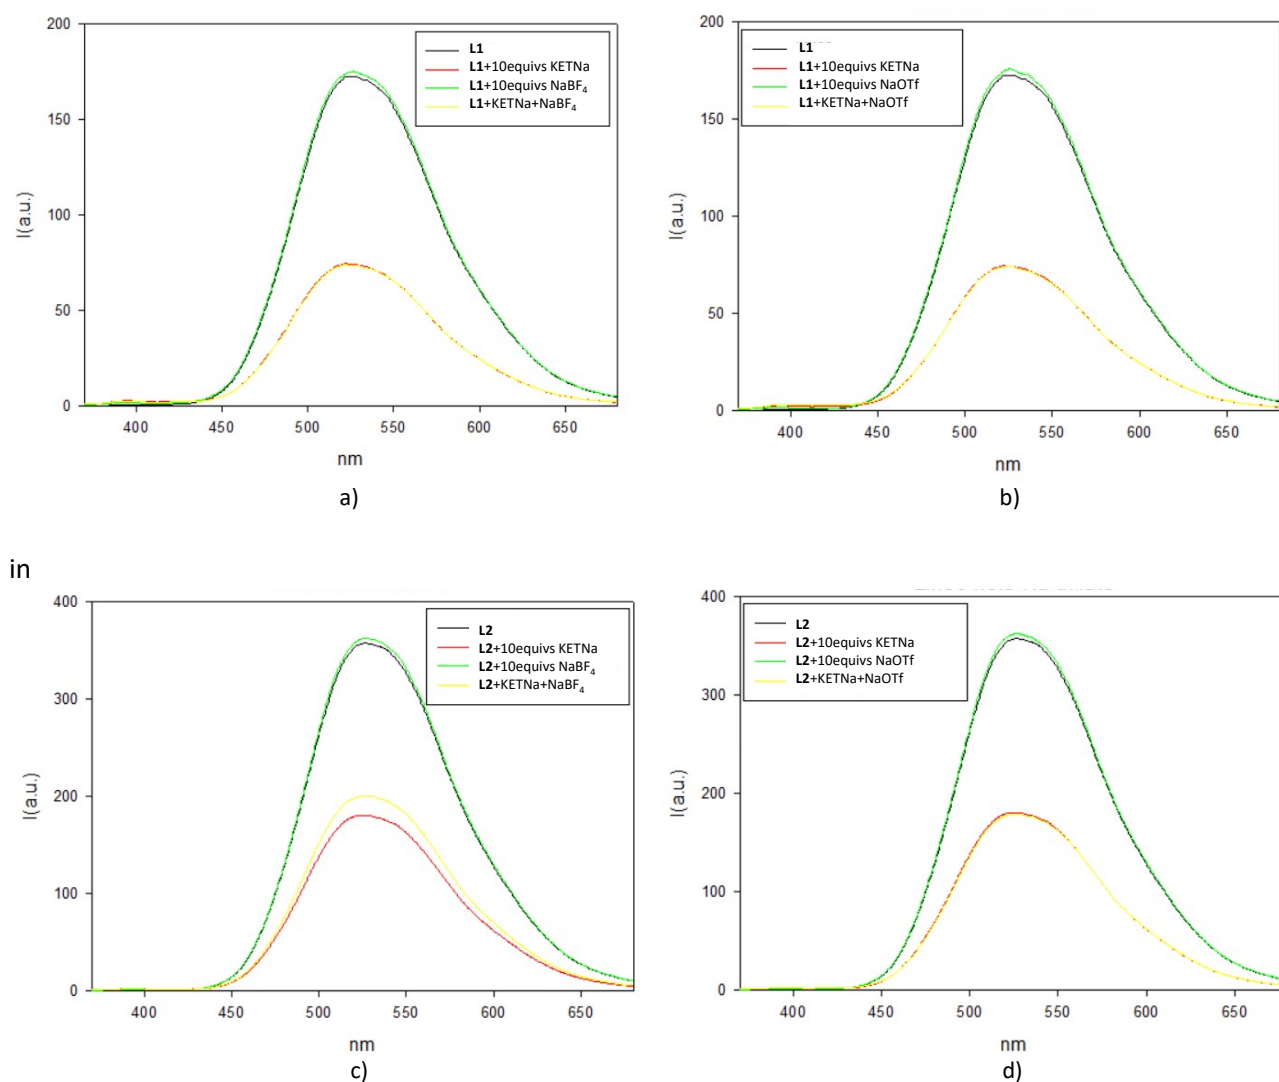 200
150
100
50
0
I(a.u.)
L1
L1+10equivs KETNa
L1+10equivs NaBF4
L1+KETNa+NaBF4
400 450 500 550 600 650
nm
a)
200
150
100
50
0
I(a.u.)
L1
L1+10equivs KETNa
L1+10equivs NaOTf
L1+KETNa+NaOTf
400 450 500 550 600 650
nm
b)
in
400
300
200
100
0
I(a.u.)
L2
L2+10equivs KETNa
L2+10equivs NaBF4
L2+KETNa+NaBF4
400 450 500 550 600 650
nm
c)
400
300
200
100
0
I(a.u.)
L2
L2+10equivs KETNa
L2+10equivs NaOTf
L2+KETNa+NaOTf
400 450 500 550 600 650
nm
d)